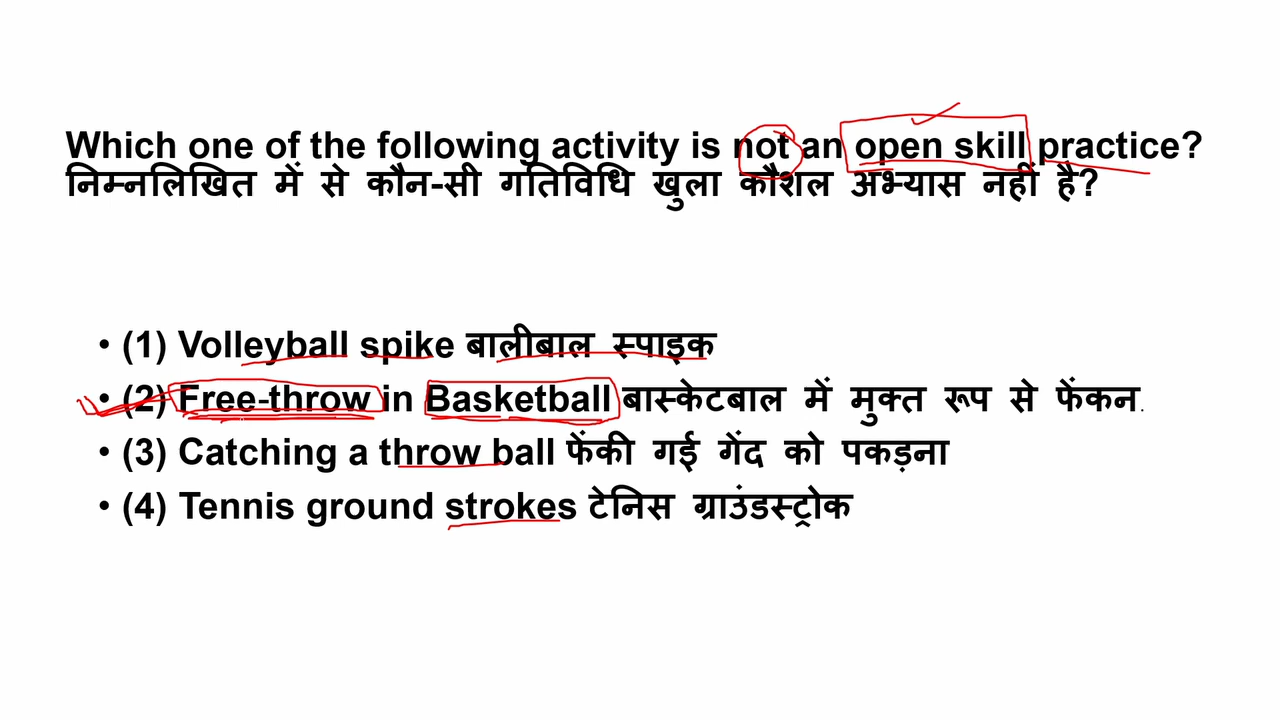 Which one of the following activity is not an open skill practice?
निम्नलिखित में से कौन-सी गतिविधि खुला कौशल अभ्यास नहीं है?
• (1) Volleyball spike बालीबाल स्पाइक
• (2) Free-throw in Basketball बास्केटबाल में मुक्त रूप से फेंकन.
• (3) Catching a throw ball फेंकी गई गेंद को पकड़ना
• (4) Tennis ground strokes टेनिस ग्राउंडस्ट्रोक